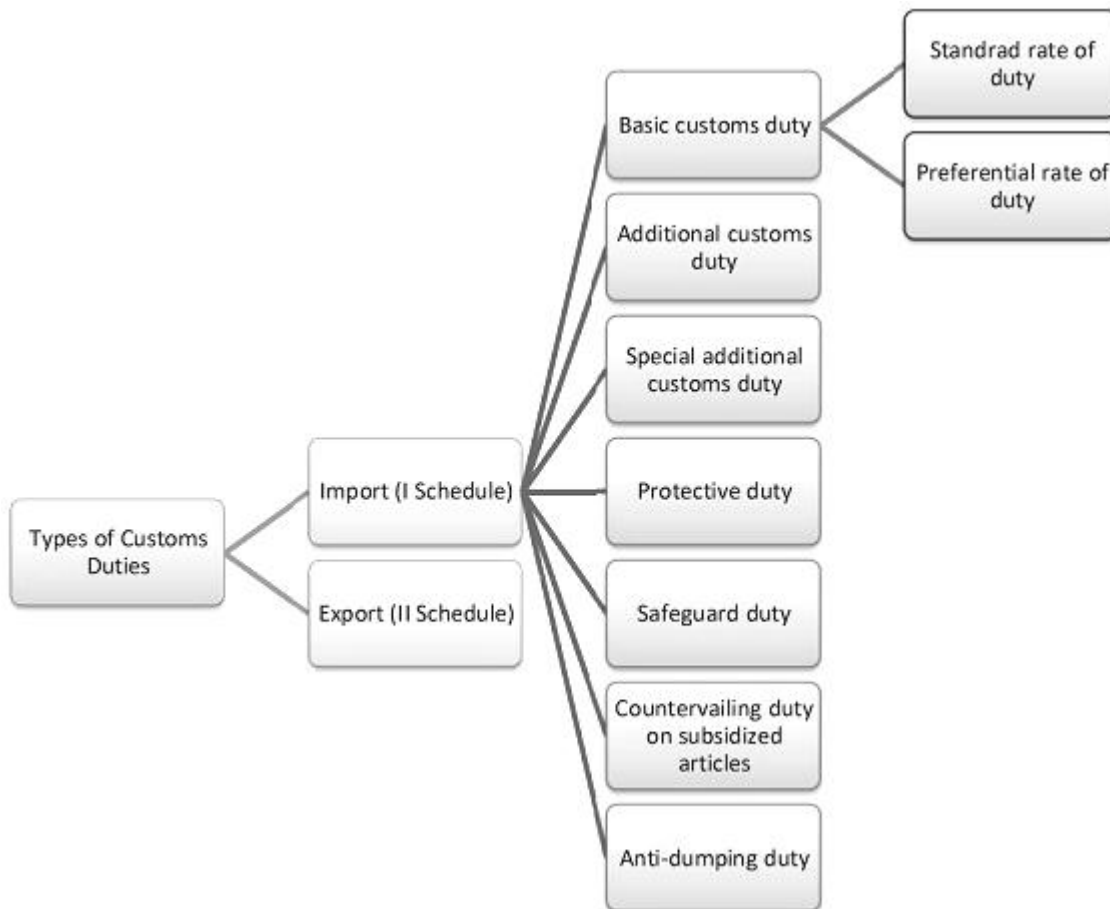 Types of Customs
Duties
Import (I Schedule)
Export (II Schedule)
Basic customs duty
Standrad rate of
duty
Preferential rate of
duty
Additional customs
duty
Special additional
customs duty
Protective duty
Safeguard duty
Countervailing duty
on subsidized
articles
Anti-dumping duty